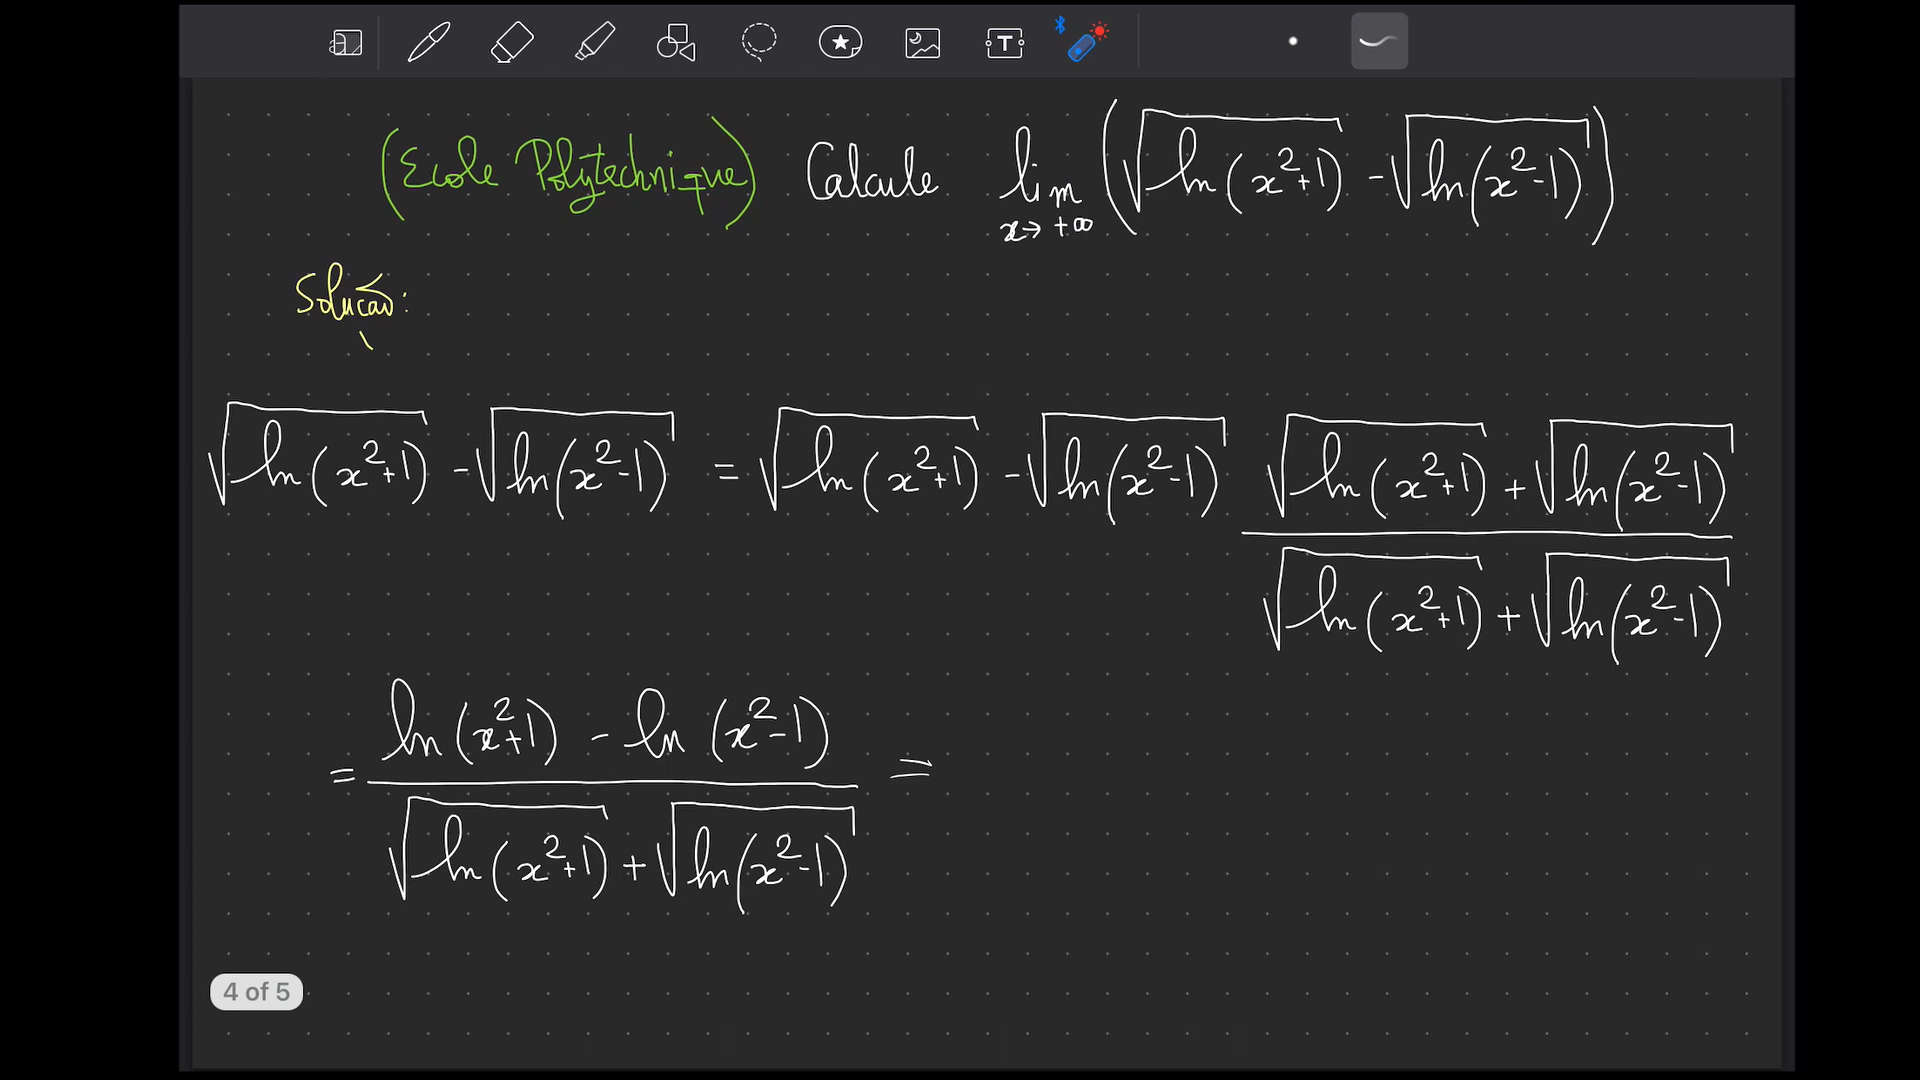 (Ecole Polytechnique) Calcule lim x→+∞ (√ln(x²+1) - √ln(x²-1))
Solução:
√ln(x²+1) - √ln(x²-1) = √ln(x²+1) - √ln(x²-1) (√ln(x²+1) + √ln(x²-1))/(√ln(x²+1) + √ln(x²-1))
= (ln(x²+1) - ln(x²-1))/(√ln(x²+1) + √ln(x²-1)) =
4 of 5